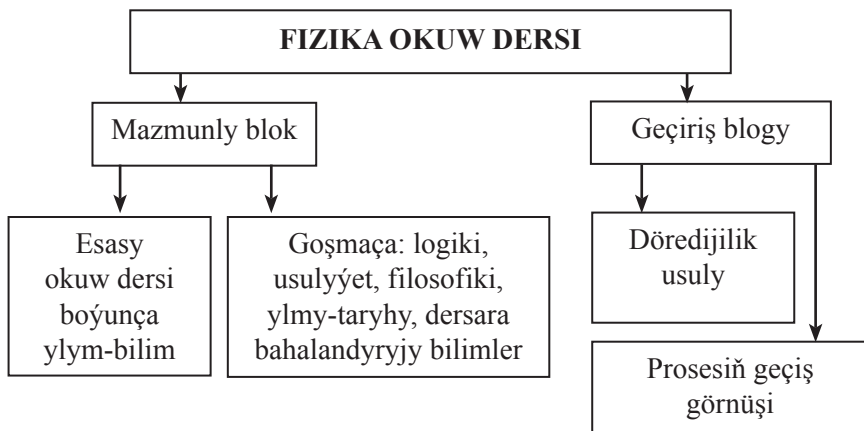 FIZIKA OKUW DERSI
Mazmunly blok
Geçiriş blogy
Esasy
okuw dersi
boýunça
ylym-bilim
Goşmaça: logiki,
usulyýet, filosofiki,
ylmy-taryhy, dersara
bahalandyryjy bilimler
Döredijilik
usuly
Prosesiň geçiş
görnüşi